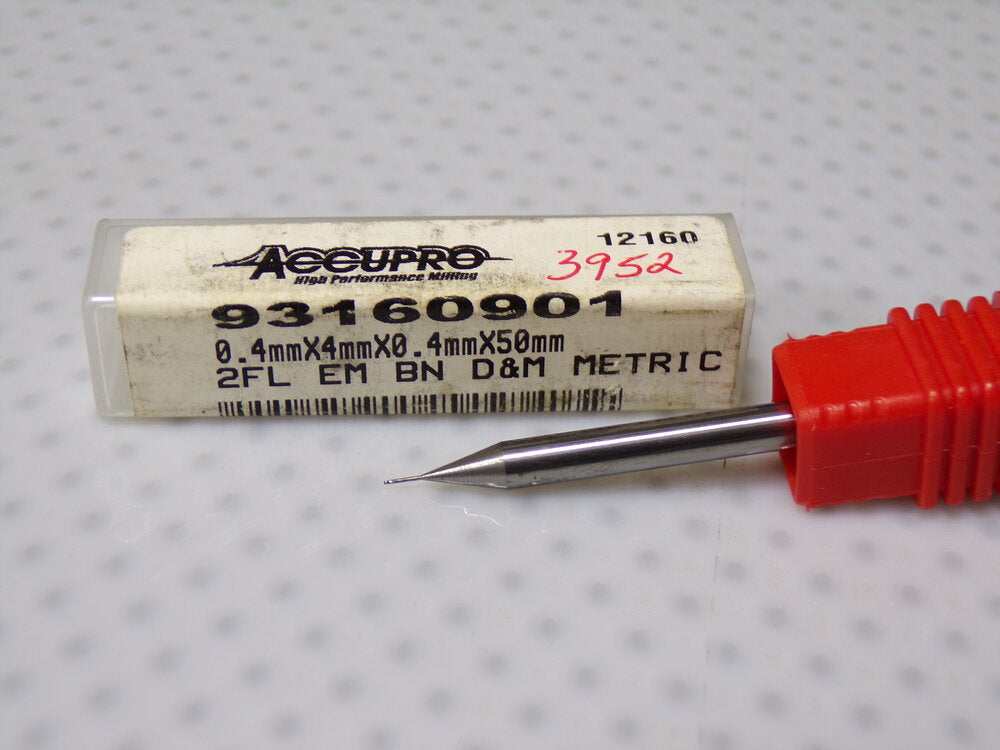 ACCUPRO
High Performance Milling
12160
3952
93160901
0.4mmX4mmX0.4mmX50mm
2FL EM BN D&M METRIC